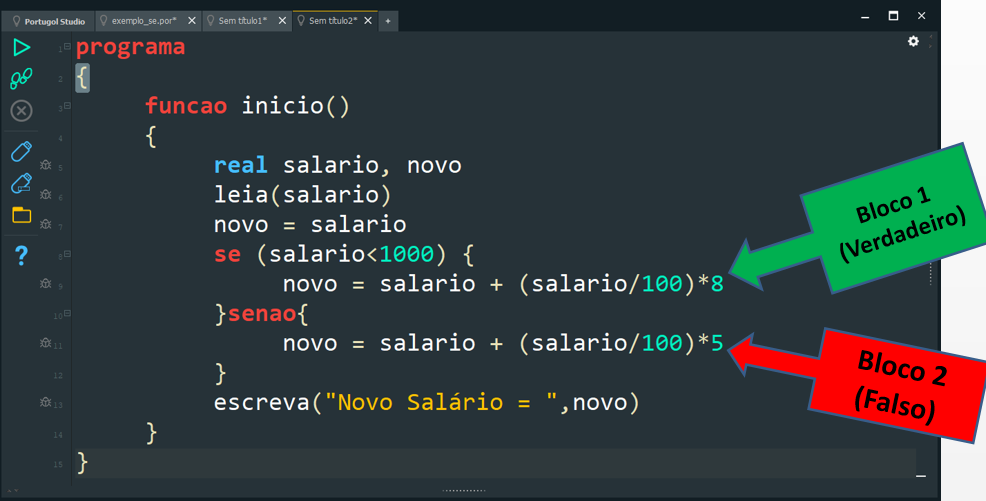 Portugol Studio exemplo_se.por* Sem título1* Sem título2*
1 programa
2 {
3 funcao inicio()
4 {
5 real salario, novo
6 leia(salario)
7 novo = salario
8 se (salario<1000) {
9 novo = salario + (salario/100)*8
10 }senao{
11 novo = salario + (salario/100)*5
12 }
13 escreva("Novo Salário = ",novo)
14 }
15 }
Bloco 1
(Verdadeiro)
Bloco 2
(Falso)